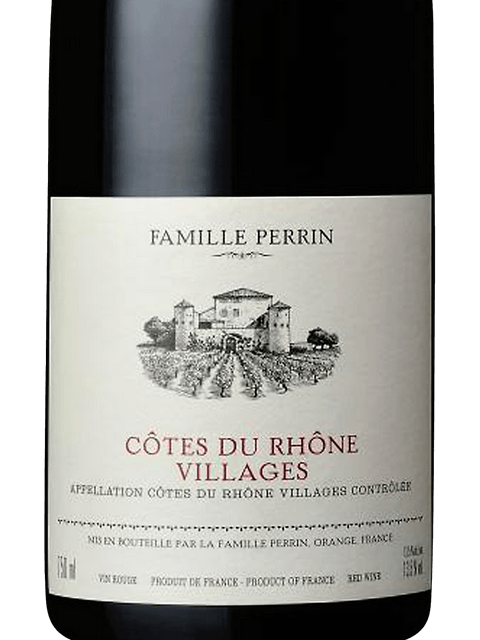 FAMILLE PERRIN
CÔTES DU RHÔNE
VILLAGES
APPELLATION CÔTES DU RHÔNE VILLAGES CONTRÔLÉE
MIS EN BOUTEILLE PAR LA FAMILLE PERRIN, ORANGE, FRANCE
750 ml
VIN ROUGE PRODUIT DE FRANCE - PRODUCT OF FRANCE RED WINE